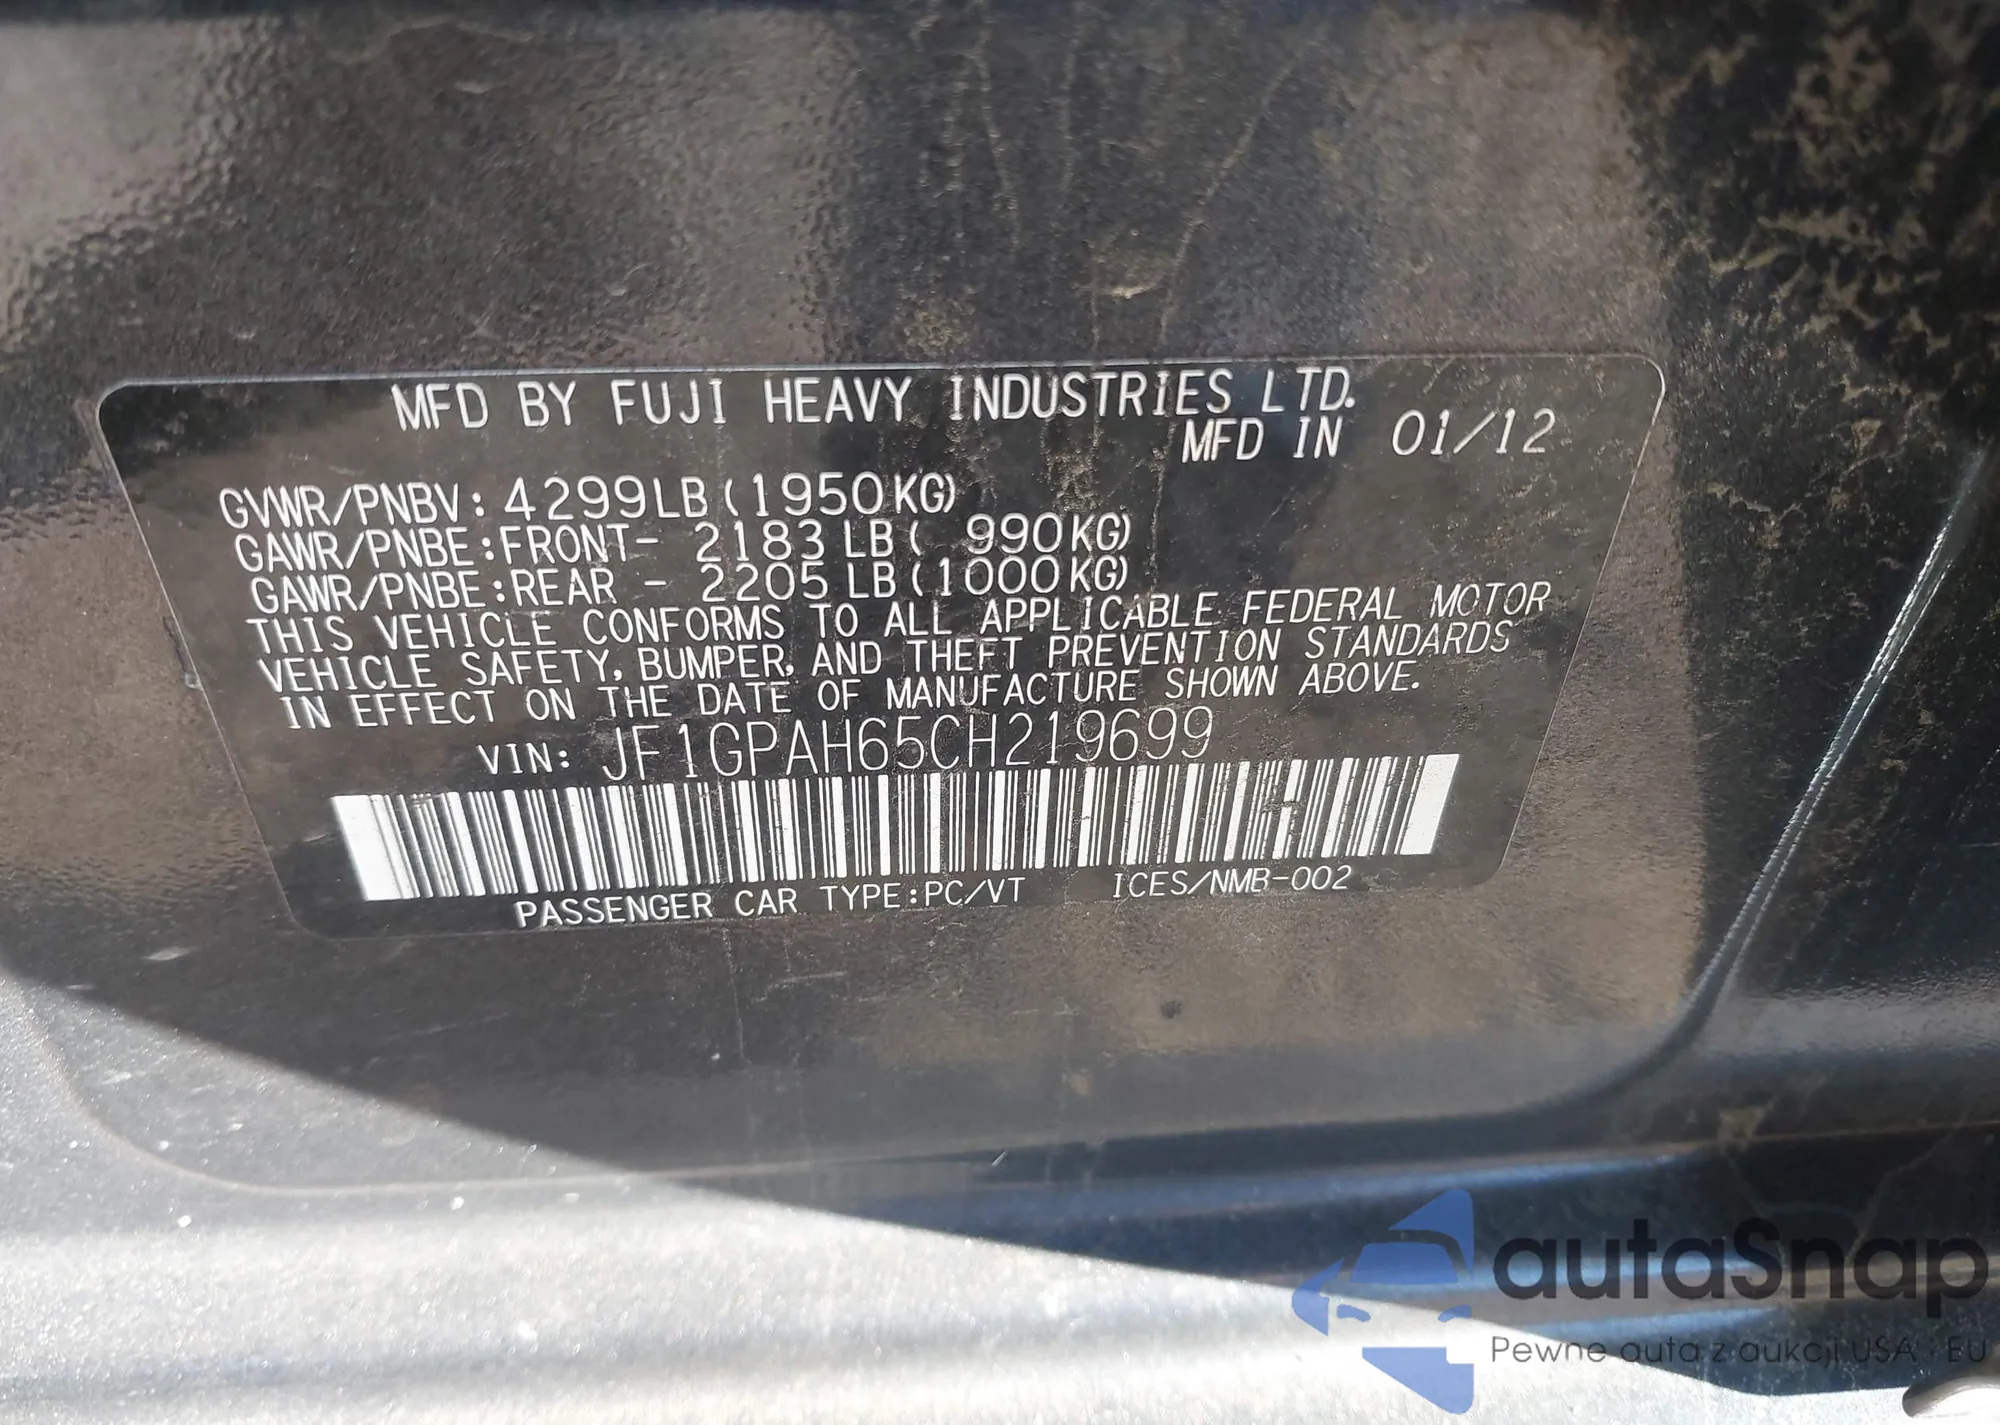 MFD BY FUJI HEAVY INDUSTRIES LTD.
MFD IN 01/12
GVWR/PNBV: 4299LB (1950KG)
GAWR/PNBE:FRONT- 2183 LB ( 990KG)
GAWR/PNBE:REAR - 2205 LB (1000KG)
THIS VEHICLE CONFORMS TO ALL APPLICABLE FEDERAL MOTOR
VEHICLE SAFETY, BUMPER, AND THEFT PREVENTION STANDARDS
IN EFFECT ON THE DATE OF MANUFACTURE SHOWN ABOVE.
VIN: JF1GPAH65CH219699
PASSENGER CAR TYPE:PC/VT ICES/NMB-002
autaSnap
Pewne auta z aukcji USA - EU